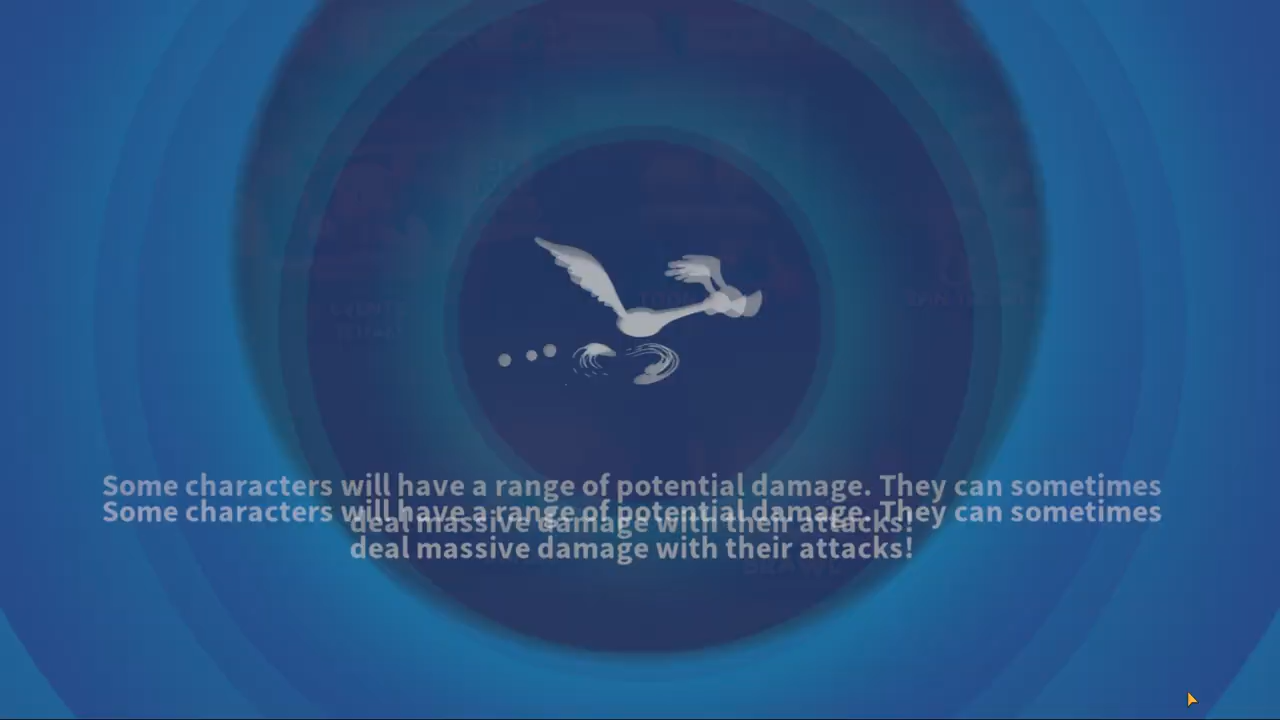 Some characters will have a range of potential damage. They can sometimes
Some characters will have a range of potential damage. They can sometimes
deal massive damage with their attacks!
deal massive damage with their attacks!